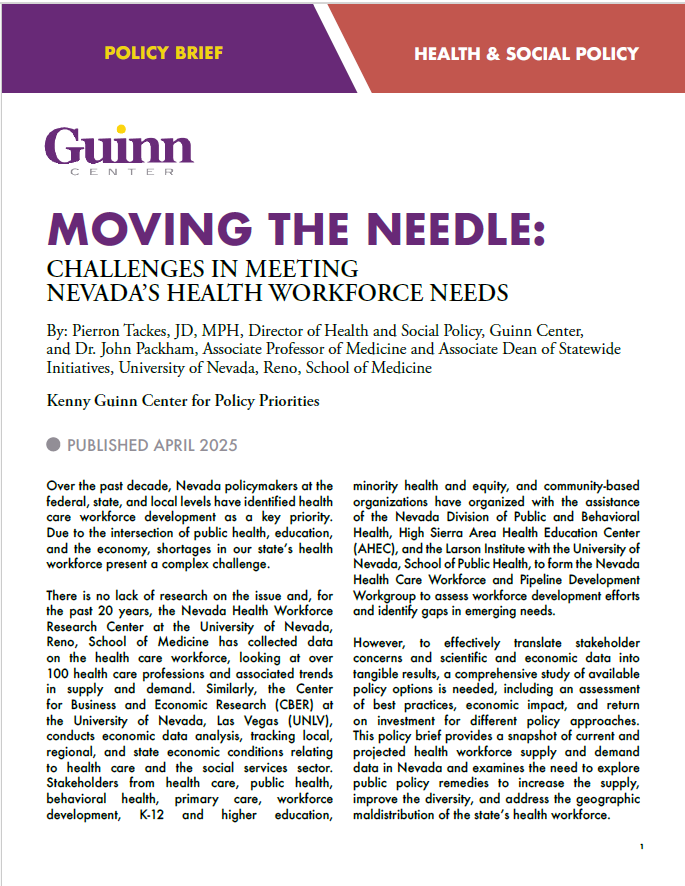 POLICY BRIEF
HEALTH & SOCIAL POLICY
Guinn
CENTER
MOVING THE NEEDLE:
CHALLENGES IN MEETING
NEVADA'S HEALTH WORKFORCE NEEDS
By: Pierron Tackes, JD, MPH, Director of Health and Social Policy, Guinn Center,
and Dr. John Packham, Associate Professor of Medicine and Associate Dean of Statewide
Initiatives, University of Nevada, Reno, School of Medicine
Kenny Guinn Center for Policy Priorities
PUBLISHED APRIL 2025
Over the past decade, Nevada policymakers at the
federal, state, and local levels have identified health
care workforce development as a key priority.
Due to the intersection of public health, education,
and the economy, shortages in our state's health
workforce present a complex challenge.
There is no lack of research on the issue and, for
the past 20 years, the Nevada Health Workforce
Research Center at the University of Nevada,
Reno, School of Medicine has collected data
on the health care workforce, looking at over
100 health care professions and associated trends
in supply and demand. Similarly, the Center
for Business and Economic Research (CBER) at
the University of Nevada, Las Vegas (UNLV),
conducts economic data analysis, tracking local,
regional, and state economic conditions relating
to health care and the social services sector.
Stakeholders from health care, public health,
behavioral health, primary care, workforce
development, K-12 and higher education,
minority health and equity, and community-based
organizations have organized with the assistance
of the Nevada Division of Public and Behavioral
Health, High Sierra Area Health Education Center
(AHEC), and the Larson Institute with the University of
Nevada, School of Public Health, to form the Nevada
Health Care Workforce and Pipeline Development
Workgroup to assess workforce development efforts
and identify gaps in emerging needs.
However, to effectively translate stakeholder
concerns and scientific and economic data into
tangible results, a comprehensive study of available
policy options is needed, including an assessment
of best practices, economic impact, and return
on investment for different policy approaches.
This policy brief provides a snapshot of current and
projected health workforce supply and demand
data in Nevada and examines the need to explore
public policy remedies to increase the supply,
improve the diversity, and address the geographic
maldistribution of the state's health workforce.
1